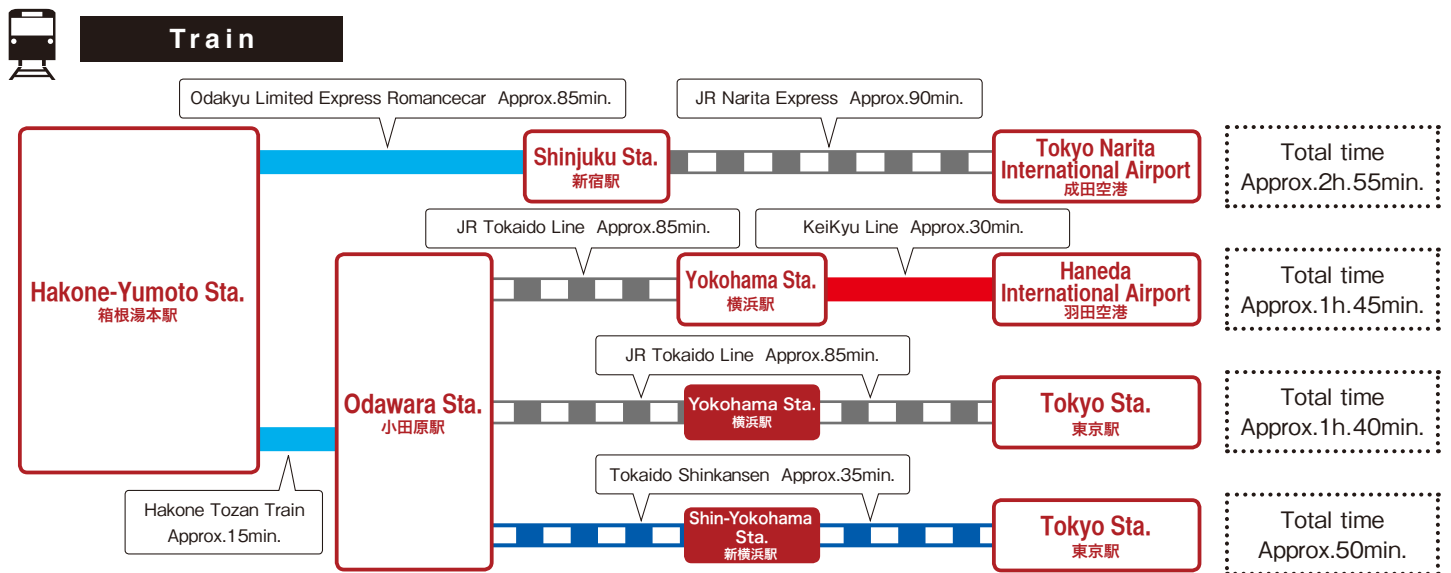 Train
Odakyu Limited Express Romancecar Approx.85min.
JR Narita Express Approx.90min.
Shinjuku Sta.
新宿駅
Tokyo Narita
International Airport
成田空港
Total time
Approx.2h.55min.
JR Tokaido Line Approx.85min.
KeiKyu Line Approx.30min.
Hakone-Yumoto Sta.
箱根湯本駅
Yokohama Sta.
横浜駅
Haneda
International Airport
羽田空港
Total time
Approx.1h.45min.
JR Tokaido Line Approx.85min.
Odawara Sta.
小田原駅
Yokohama Sta.
横浜駅
Tokyo Sta.
東京駅
Total time
Approx.1h.40min.
Tokaido Shinkansen Approx.35min.
Hakone Tozan Train
Approx.15min.
Shin-Yokohama
Sta.
新横浜駅
Tokyo Sta.
東京駅
Total time
Approx.50min.